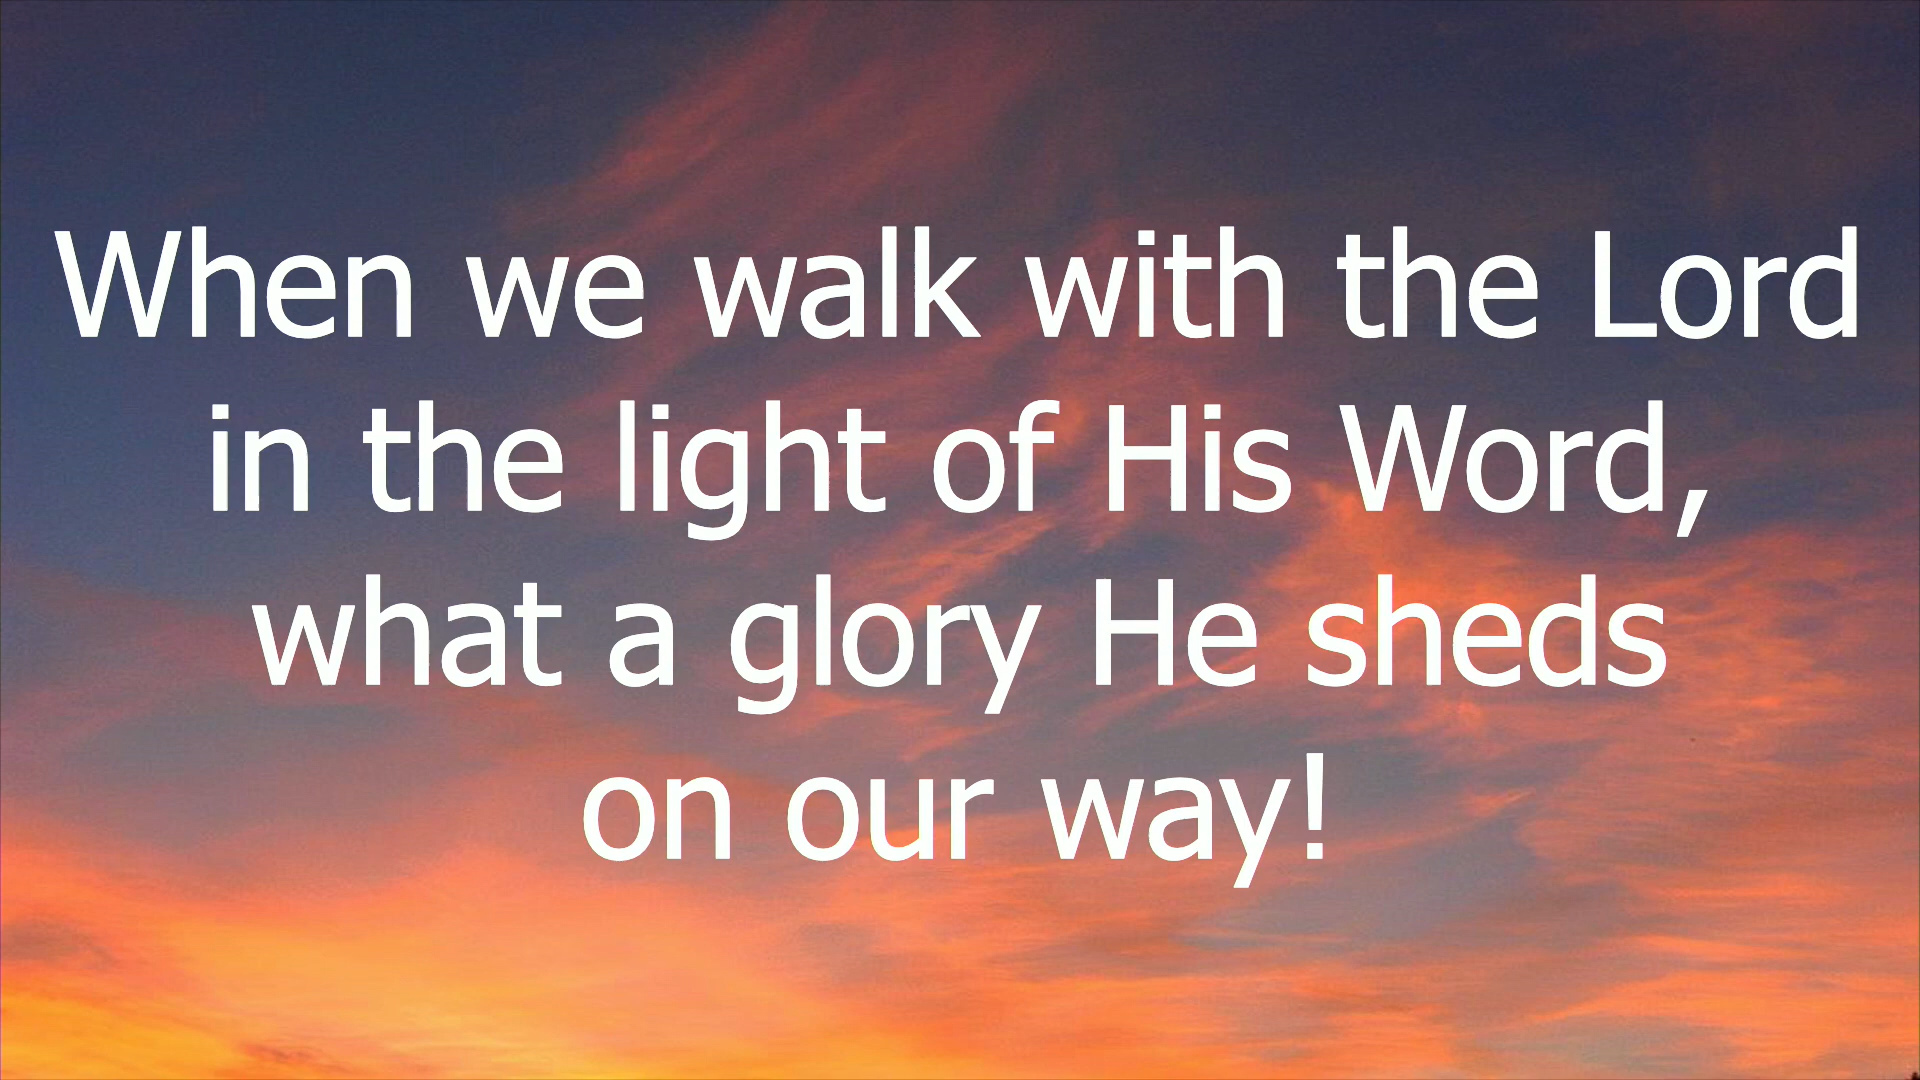 When we walk with the Lord
in the light of His Word,
what a glory He sheds
on our way!